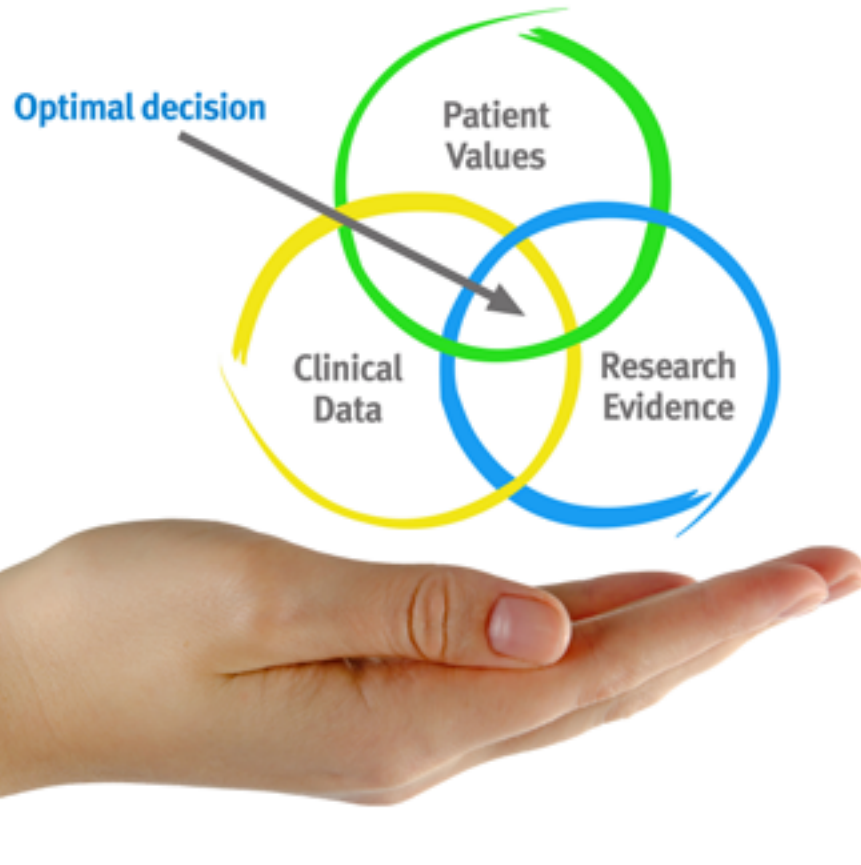 Optimal decision
Patient
Values
Clinical
Data
Research
Evidence